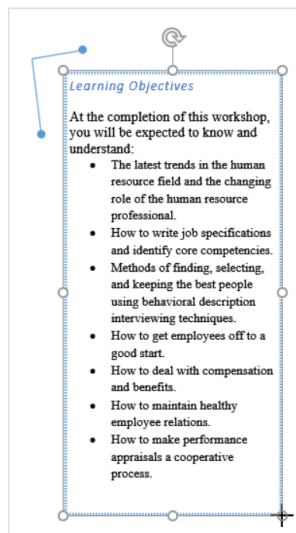 Learning Objectives
At the completion of this workshop,
you will be expected to know and
understand:
• The latest trends in the human
resource field and the changing
role of the human resource
professional.
• How to write job specifications
and identify core competencies.
• Methods of finding, selecting,
and keeping the best people
using behavioral description
interviewing techniques.
• How to get employees off to a
good start.
• How to deal with compensation
and benefits.
• How to maintain healthy
employee relations.
• How to make performance
appraisals a cooperative
process.